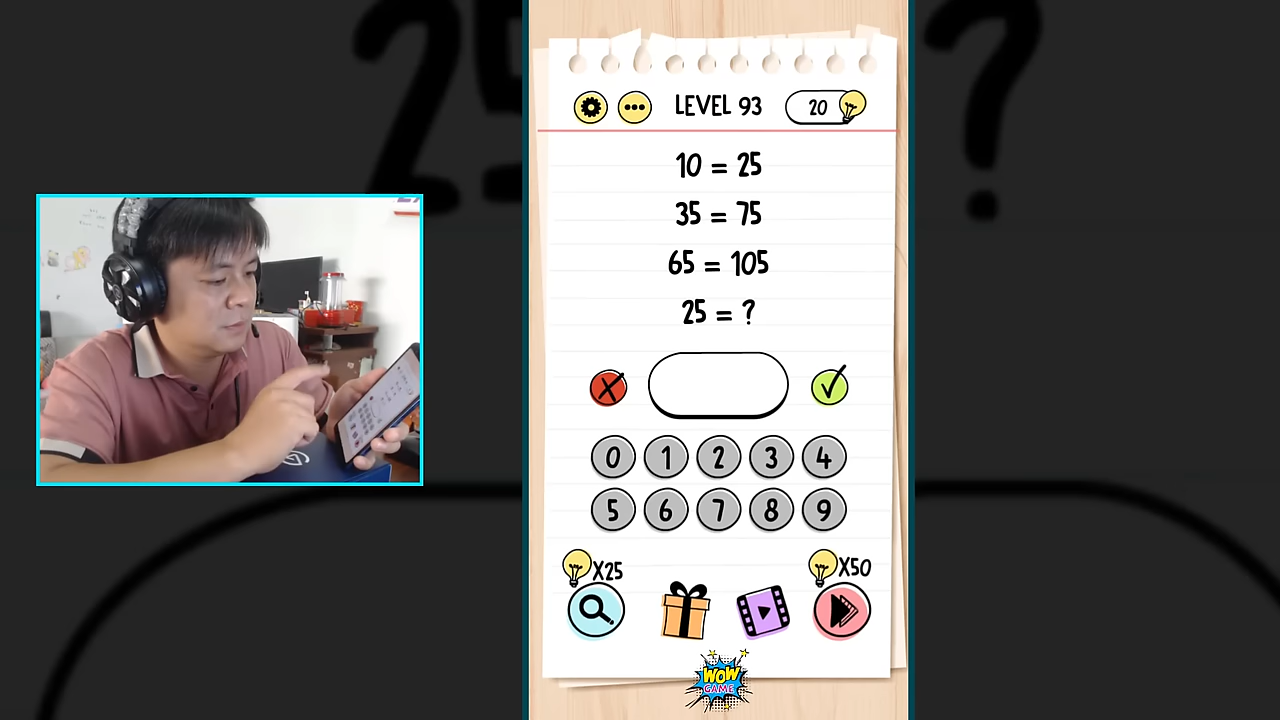 25
?
LEVEL 93
20
10 = 25
35 = 75
65 = 105
25 = ?
0 1 2 3 4
5 6 7 8 9
X25
X50
WOW
GAME